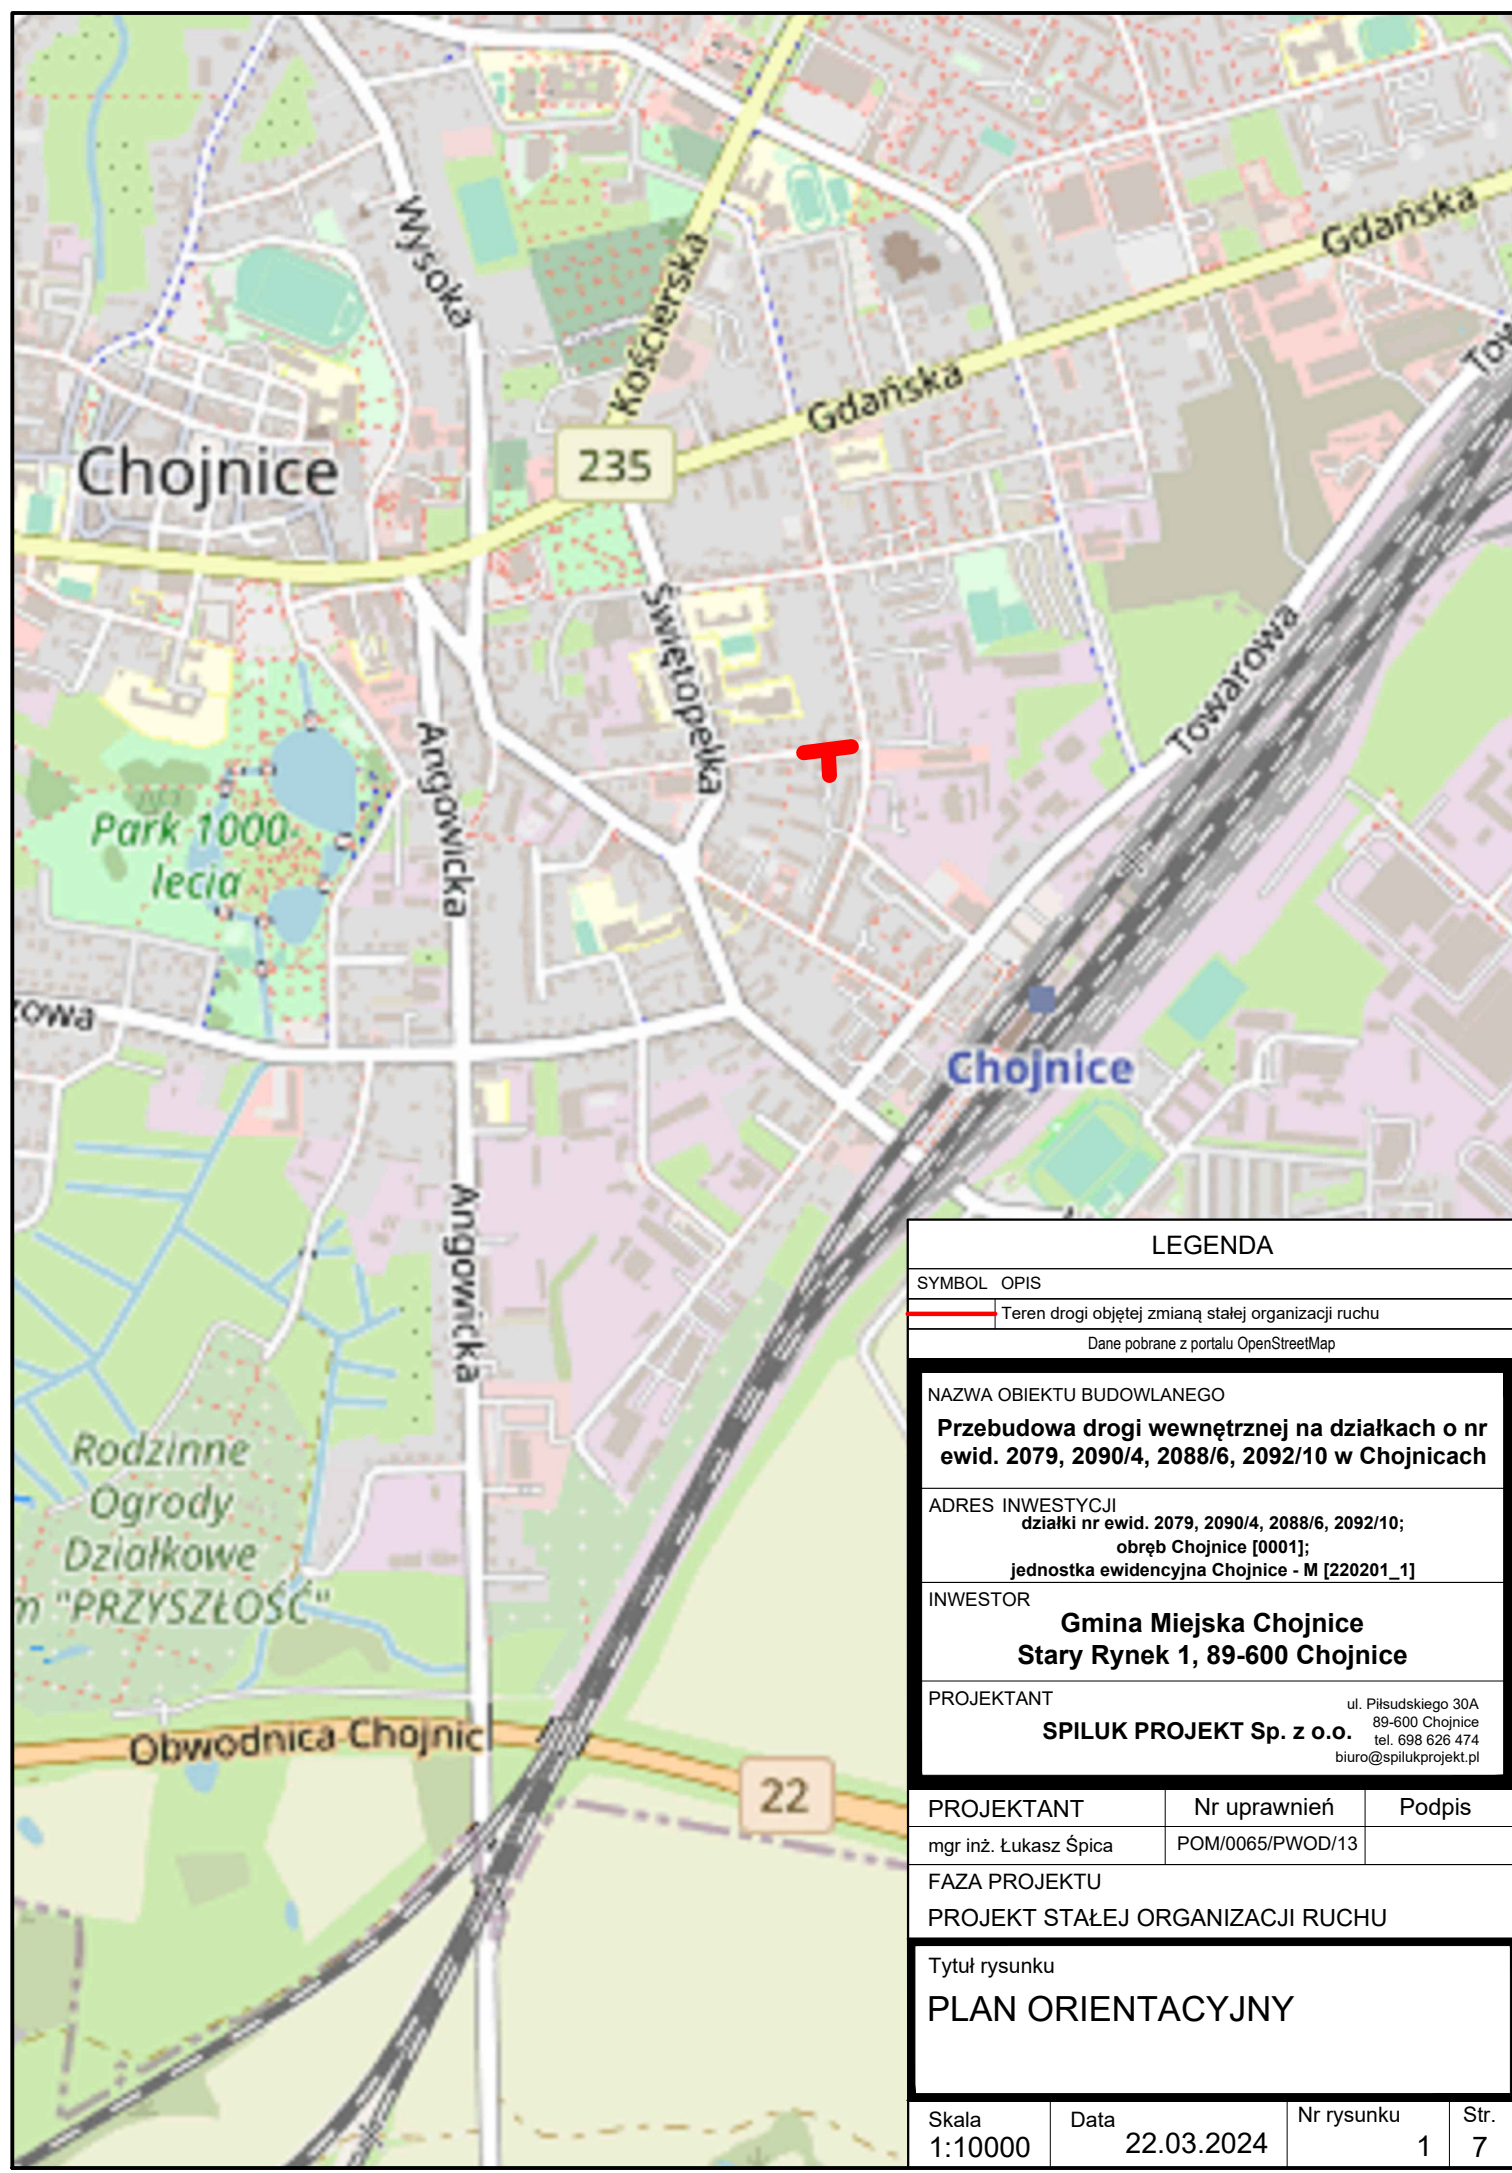 Wysoka
Kościerska
Gdańska
Gdańska
Chojnice
235
Świętopełka
Towarowa
Angowicka
Park 1000-
lecia
Chojnice
Angowicka
Rodzinne
Ogrody
Działkowe
"PRZYSZŁOŚĆ"
Obwodnica Chojnic
22
LEGENDA
SYMBOL OPIS
Teren drogi objętej zmianą stałej organizacji ruchu
Dane pobrane z portalu OpenStreetMap
NAZWA OBIEKTU BUDOWLANEGO
Przebudowa drogi wewnętrznej na działkach o nr
ewid. 2079, 2090/4, 2088/6, 2092/10 w Chojnicach
ADRES INWESTYCJI
działki nr ewid. 2079, 2090/4, 2088/6, 2092/10;
obręb Chojnice [0001];
jednostka ewidencyjna Chojnice - M [220201_1]
INWESTOR
Gmina Miejska Chojnice
Stary Rynek 1, 89-600 Chojnice
PROJEKTANT
SPILUK PROJEKT Sp. z o.o.
ul. Piłsudskiego 30A
89-600 Chojnice
tel. 698 626 474
biuro@spilukprojekt.pl
PROJEKTANT Nr uprawnień Podpis
mgr inż. Łukasz Śpica POM/0065/PWOD/13
FAZA PROJEKTU
PROJEKT STAŁEJ ORGANIZACJI RUCHU
Tytuł rysunku
PLAN ORIENTACYJNY
Skala Data Nr rysunku Str.
1:10000 22.03.2024 1 7